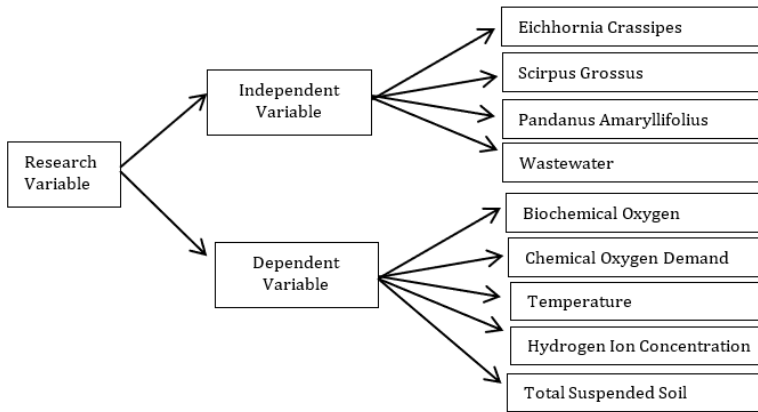 Research
Variable
Independent
Variable
Eichhornia Crassipes
Scirpus Grossus
Pandanus Amaryllifolius
Wastewater
Dependent
Variable
Biochemical Oxygen
Chemical Oxygen Demand
Temperature
Hydrogen Ion Concentration
Total Suspended Soil